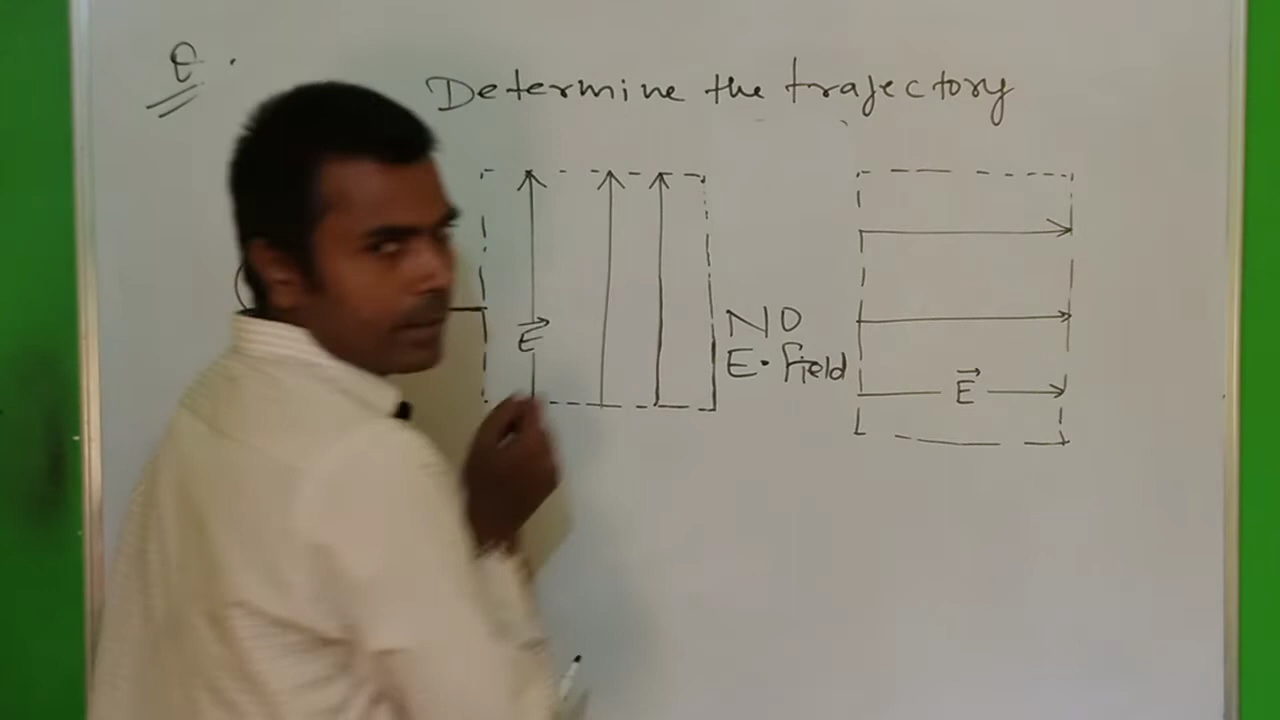 Q.
Determine the trajectory
E
NO
E. field
E